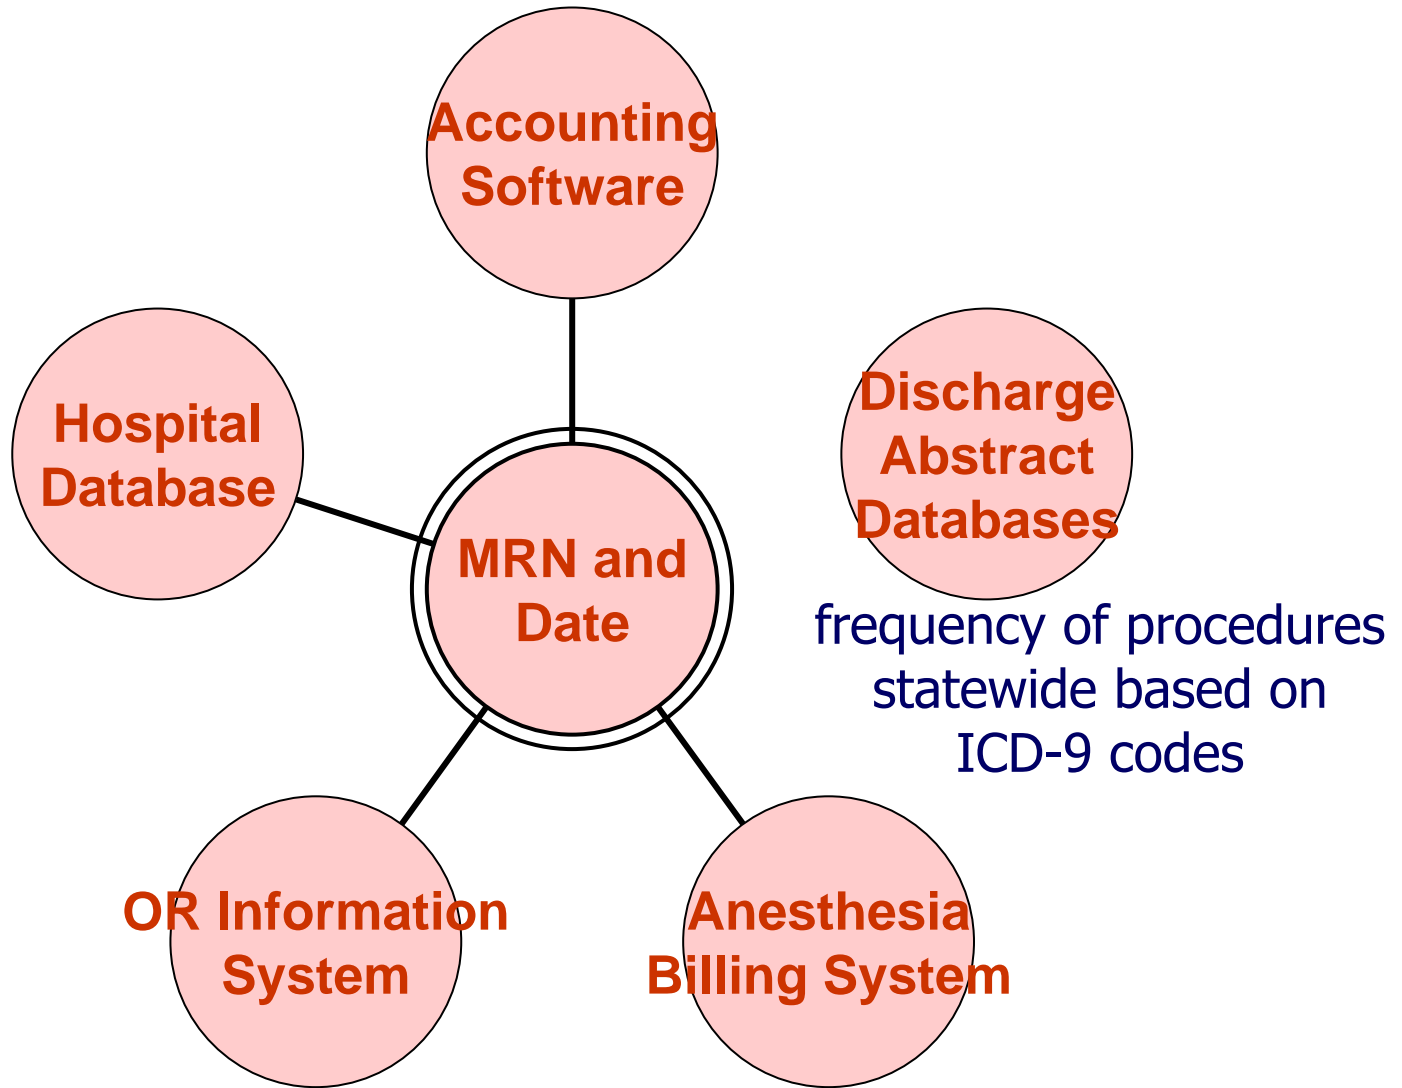 Accounting
Software
Hospital
Database
Discharge
Abstract
Databases
MRN and
Date
frequency of procedures
statewide based on
ICD-9 codes
OR Information
System
Anesthesia
Billing System